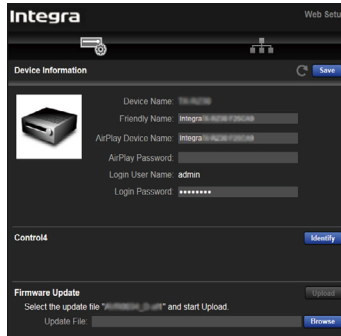 Integra
Web Setu
Device Information
Save
Device Name:
Friendly Name: Integra
AirPlay Device Name: Integra
AirPlay Password:
Login User Name: admin
Login Password: ••••••••
Control4
Identify
Firmware Update
Upload
Select the update file " " and start Upload.
Update File:
Browse